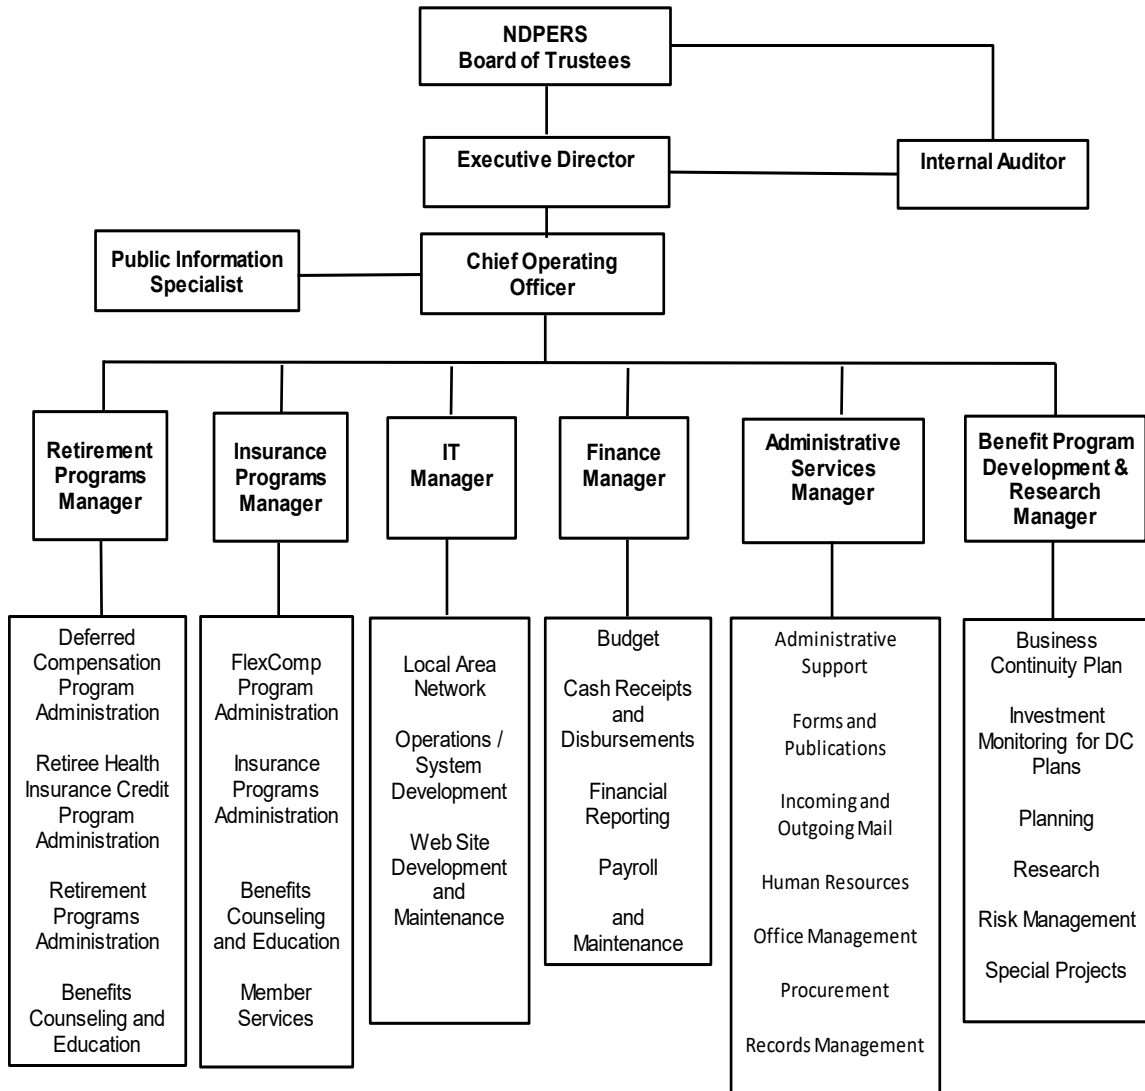 NDPERS
Board of Trustees
Executive Director
Internal Auditor
Public Information
Specialist
Chief Operating
Officer
Retirement
Programs
Manager
Insurance
Programs
Manager
IT
Manager
Finance
Manager
Administrative
Services
Manager
Benefit Program
Development &
Research
Manager
Deferred
Compensation
Program
Administration
Retiree Health
Insurance Credit
Program
Administration
Retirement
Programs
Administration
Benefits
Counseling and
Education
FlexComp
Program
Administration
Insurance
Programs
Administration
Benefits
Counseling
and Education
Member
Services
Local Area
Network
Operations /
System
Development
Web Site
Development
and
Maintenance
Budget
Cash Receipts
and
Disbursements
Financial
Reporting
Payroll
and
Maintenance
Administrative
Support
Forms and
Publications
Incoming and
Outgoing Mail
Human Resources
Office Management
Procurement
Records Management
Business
Continuity Plan
Investment
Monitoring for DC
Plans
Planning
Research
Risk Management
Special Projects